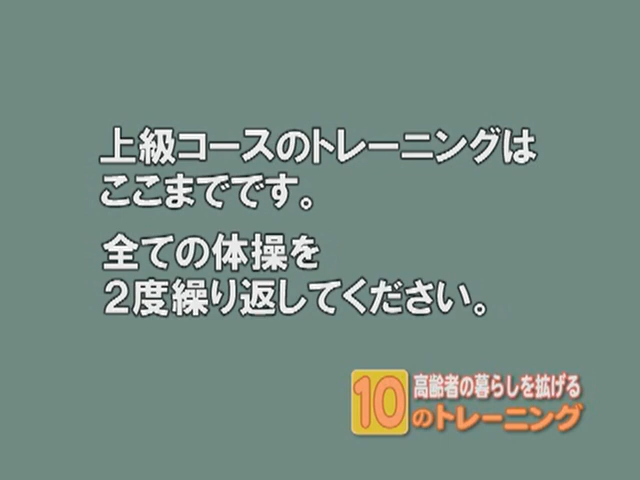 上級コースのトレーニングは
ここまでです。
全ての体操を
２度繰り返してください。
高齢者の暮らしを拡げる
10のトレーニング